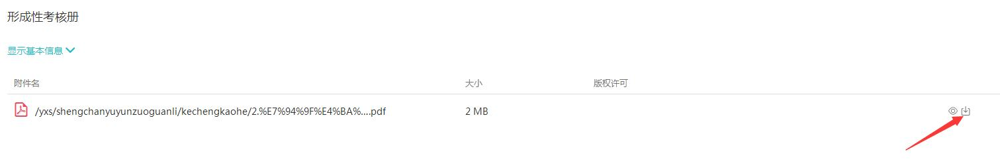 形成性考核册
显示基本信息
附件名 大小 版权许可
/yxs/shengchanyuyunzuoguanli/kechengkaohe/2.%E7%94%9F%E4%BA%....pdf 2 MB